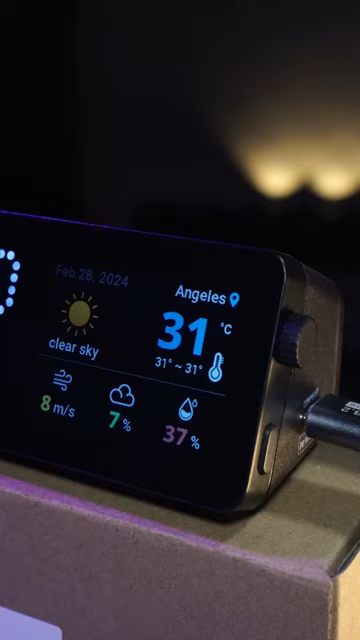 Feb 28, 2024
Angeles
31 °C
clear sky
31° ~ 31°
8 m/s
7 %
37 %